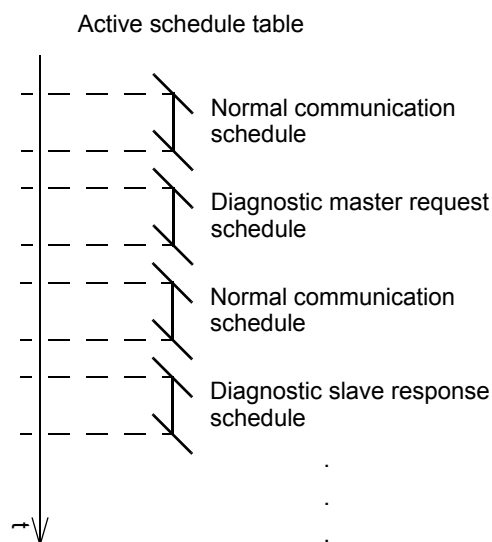 Active schedule table
Normal communication
schedule
Diagnostic master request
schedule
Normal communication
schedule
Diagnostic slave response
schedule
.
.
.
t